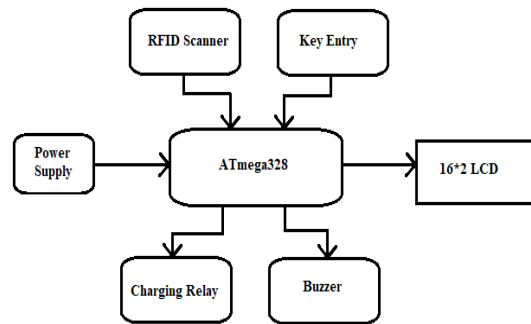 RFID Scanner
Key Entry
Power
Supply
ATmega328
16*2 LCD
Charging Relay
Buzzer